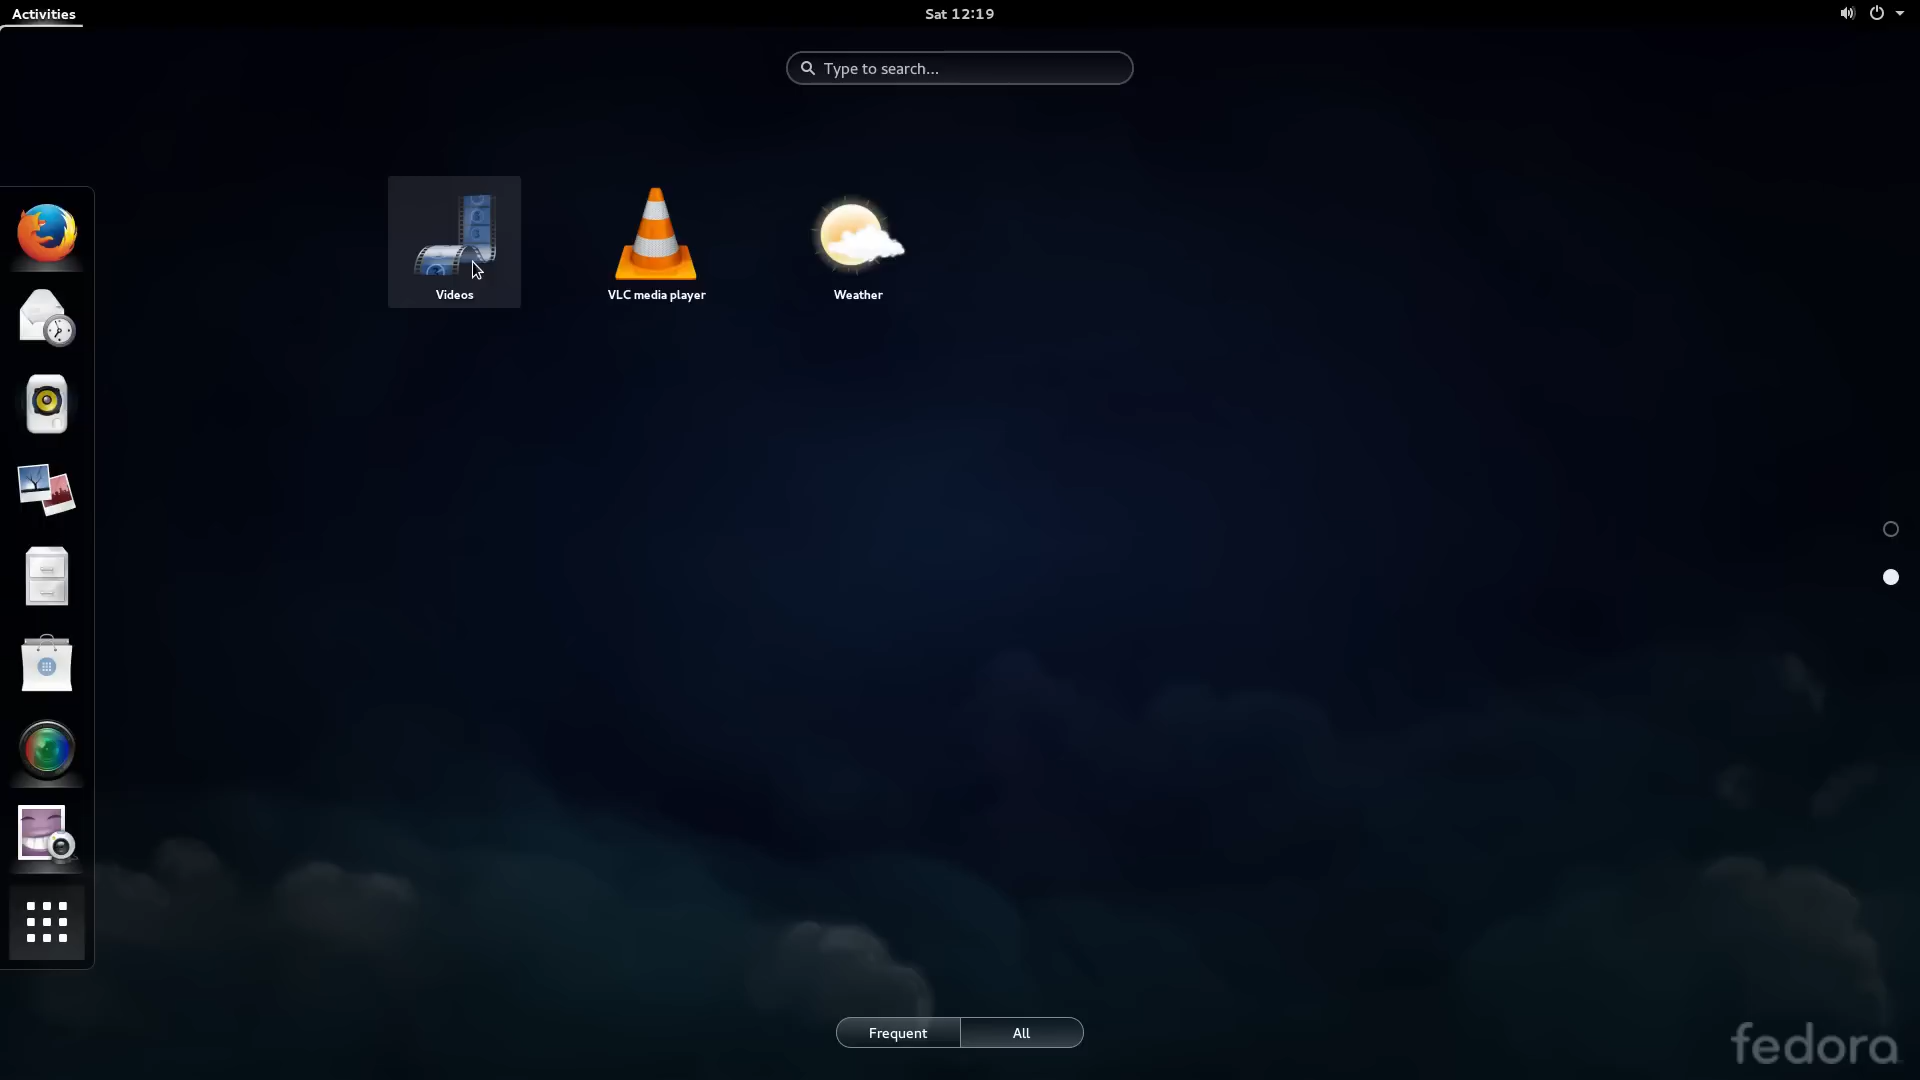 Activities
Sat 12:19
Type to search...
Videos
VLC media player
Weather
Frequent
All
fedora